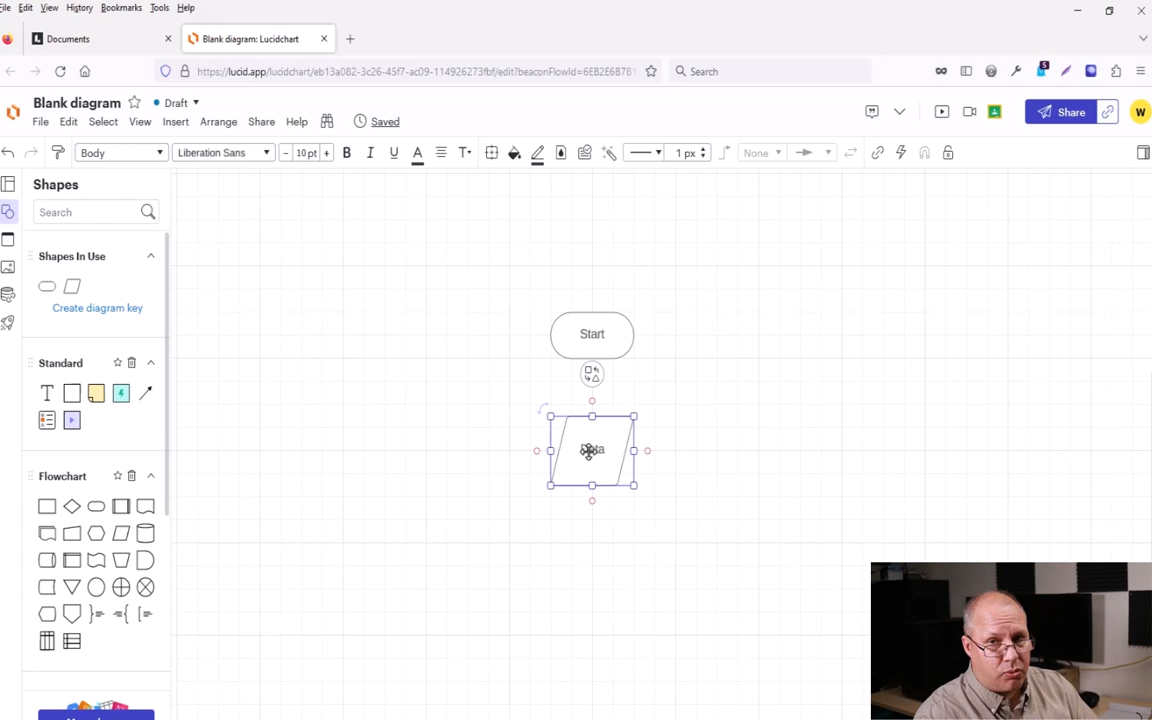 File Edit View History Bookmarks Tools Help
Documents
Blank diagram: Lucidchart
https://lucid.app/lucidchart/eb13a082-3c26-45f7-ac09-114926273fbf/edit?beaconFlowId=6EB2E6B7B1
Search
5
Blank diagram
Draft
Share
W
File Edit Select View Insert Arrange Share Help
Saved
Body
Liberation Sans
10 pt
B I U A T
1 px
None
Shapes
Search
Shapes In Use
Create diagram key
Standard
T
Flowchart
Start